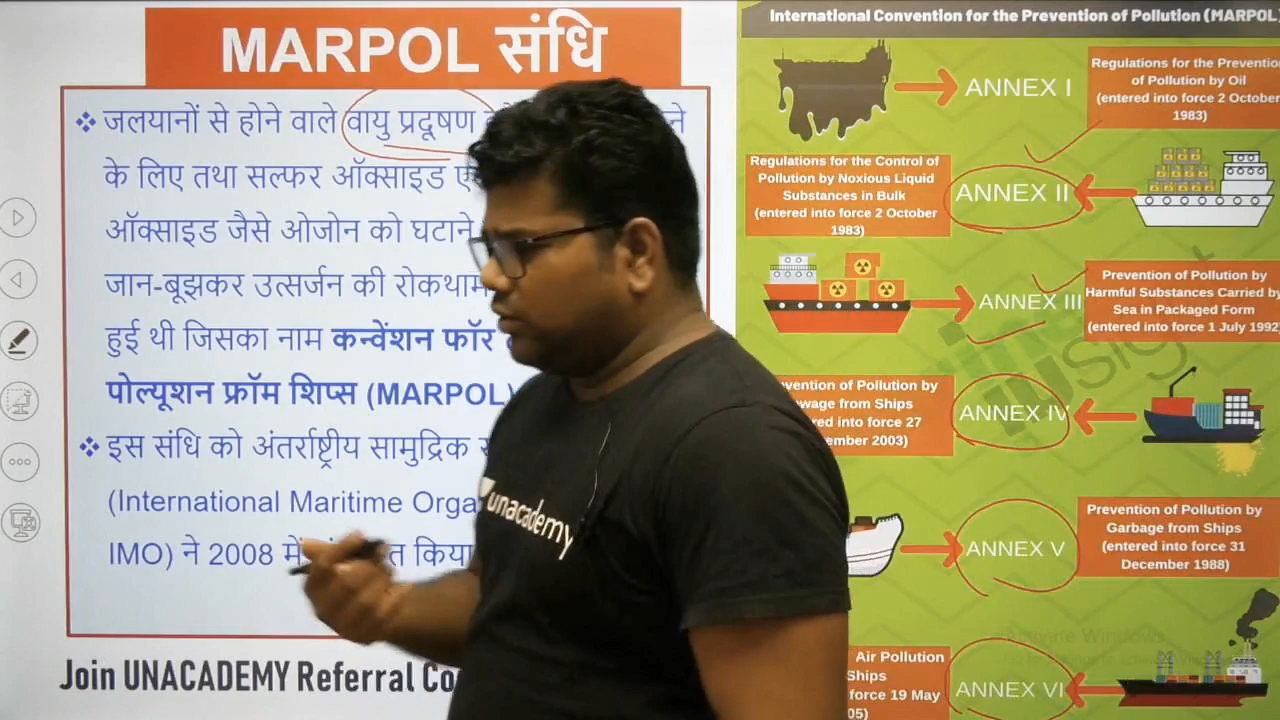 MARPOL संधि
जलयानों से होने वाले वायु प्रदूषण
ने
के लिए तथा सल्फर ऑक्साइड
ऑक्साइड जैसे ओजोन को घटाने
जान-बूझकर उत्सर्जन की रोकथाम
हुई थी जिसका नाम कन्वेंशन फॉर
पोल्यूशन फ्रॉम शिप्स (MARPOL)
इस संधि को अंतर्राष्ट्रीय सामुद्रिक
(International Maritime Orga
IMO) ने 2008 में किया
Join UNACADEMY Referral Co
unacademy
International Convention for the Prevention of Pollution (MARPOL
ANNEX I
Regulations for the Prevention
of Pollution by Oil
(entered into force 2 October
1983)
Regulations for the Control of
Pollution by Noxious Liquid
Substances in Bulk
(entered into force 2 October
1983)
ANNEX II
ANNEX III
Prevention of Pollution by
Harmful Substances Carried by
Sea in Packaged Form
(entered into force 1 July 1992)
vention of Pollution by
wage from Ships
red into force 27
ember 2003)
ANNEX IV
ANNEX V
Prevention of Pollution by
Garbage from Ships
(entered into force 31
December 1988)
Air Pollution
Ships
force 19 May
05)
ANNEX VI
Activate Windows